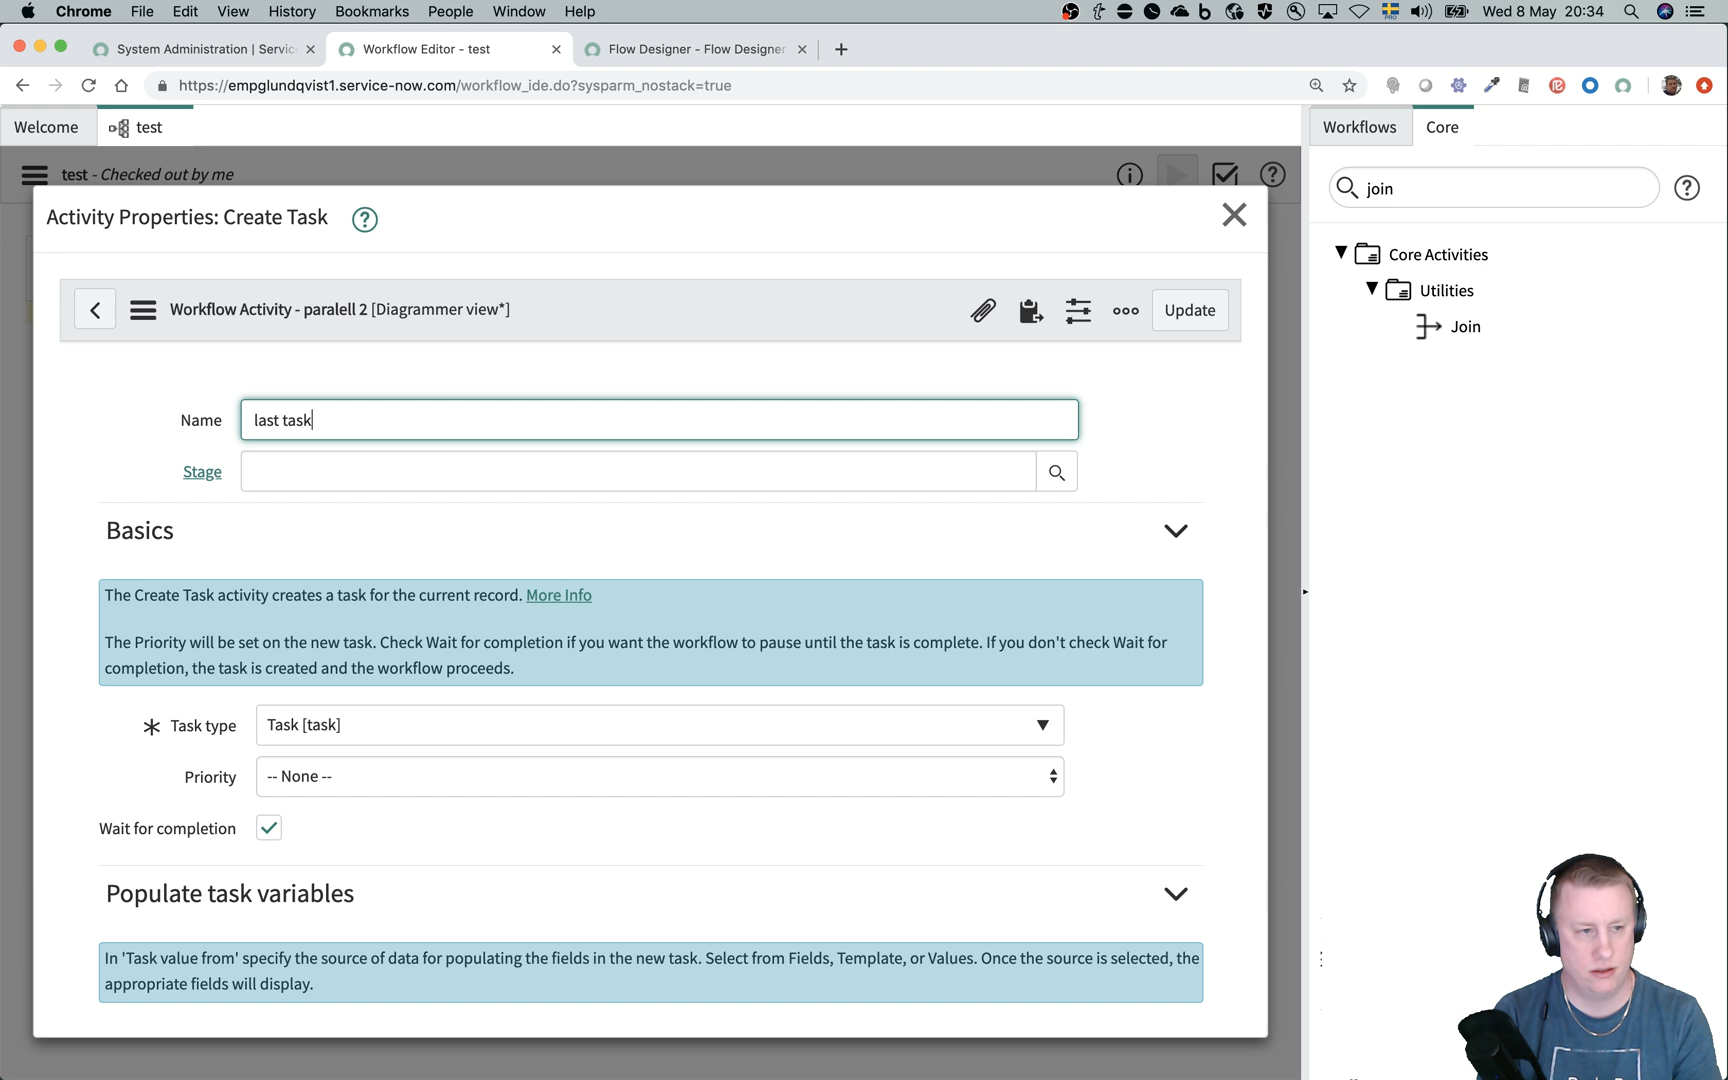 Chrome File Edit View History Bookmarks People Window Help
Wed 8 May 20:34
System Administration | Servic
Workflow Editor - test
Flow Designer - Flow Designer
https://empglundqvist1.service-now.com/workflow_ide.do?sysparm_nostack=true
Welcome
test
Workflows
Core
test - Checked out by me
join
Activity Properties: Create Task
Core Activities
Utilities
Join
Workflow Activity - paralell 2 [Diagrammer view*]
Update
Name
last task
Stage
Basics
The Create Task activity creates a task for the current record. More Info
The Priority will be set on the new task. Check Wait for completion if you want the workflow to pause until the task is complete. If you don't check Wait for
completion, the task is created and the workflow proceeds.
Task type
Task [task]
Priority
-- None --
Wait for completion
Populate task variables
In 'Task value from' specify the source of data for populating the fields in the new task. Select from Fields, Template, or Values. Once the source is selected, the
appropriate fields will display.